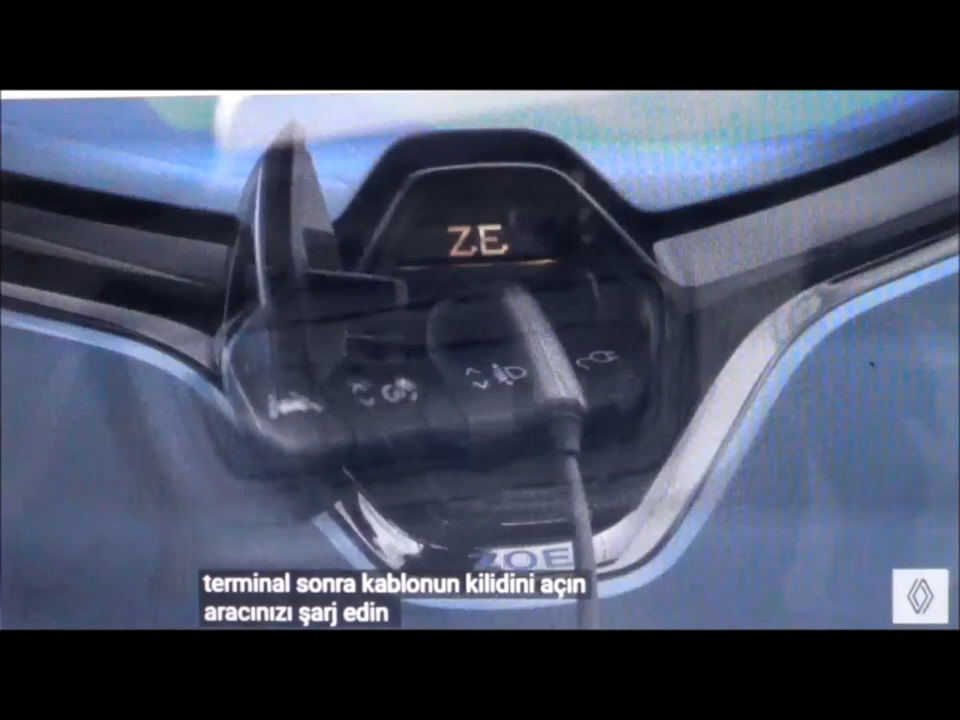 ZE
ZOE
terminal sonra kablonun kilidini açın
aracınızı şarj edin